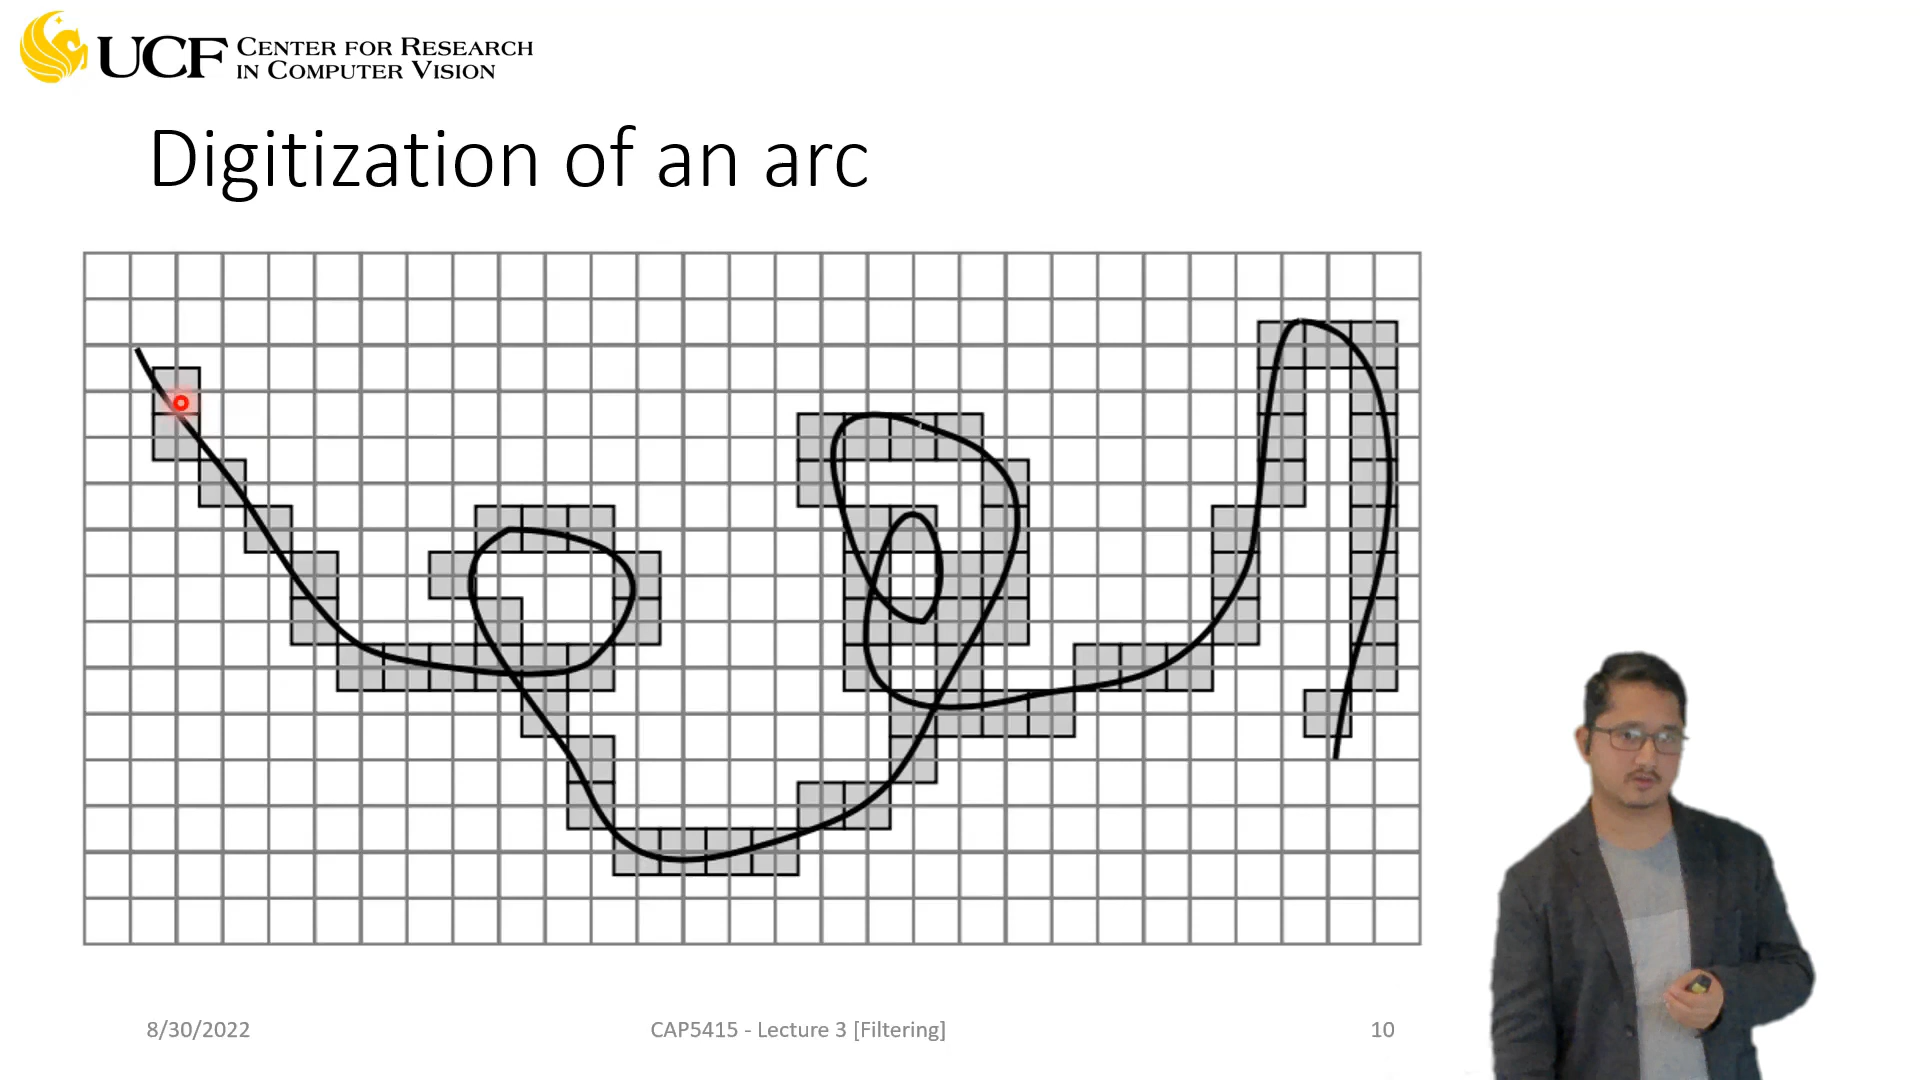 UCF CENTER FOR RESEARCH
IN COMPUTER VISION
Digitization of an arc
8/30/2022
CAP5415 - Lecture 3 [Filtering]
10